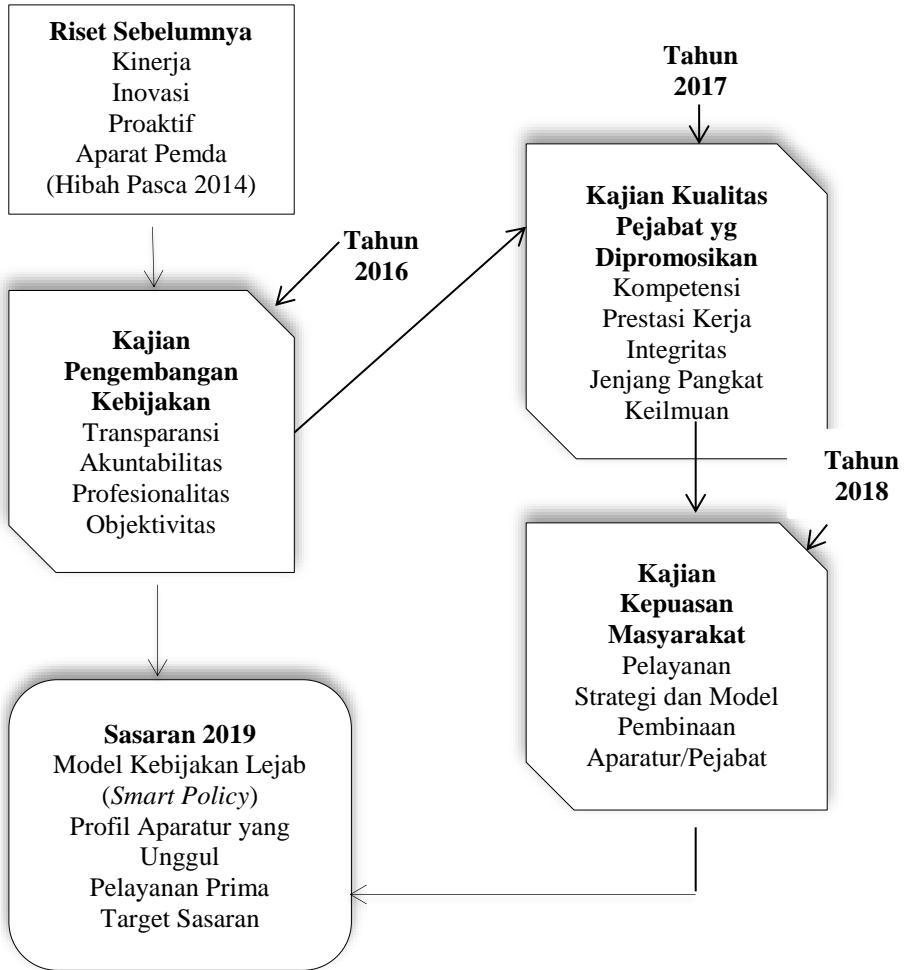 Riset Sebelumnya
Kinerja
Inovasi
Proaktif
Aparat Pemda
(Hibah Pasca 2014)
Tahun
2016
Kajian
Pengembangan
Kebijakan
Transparansi
Akuntabilitas
Profesionalitas
Objektivitas
Tahun
2017
Kajian Kualitas
Pejabat yg
Dipromosikan
Kompetensi
Prestasi Kerja
Integritas
Jenjang Pangkat
Keilmuan
Tahun
2018
Kajian
Kepuasan
Masyarakat
Pelayanan
Strategi dan Model
Pembinaan
Aparatur/Pejabat
Sasaran 2019
Model Kebijakan Lejab
(Smart Policy)
Profil Aparatur yang
Unggul
Pelayanan Prima
Target Sasaran